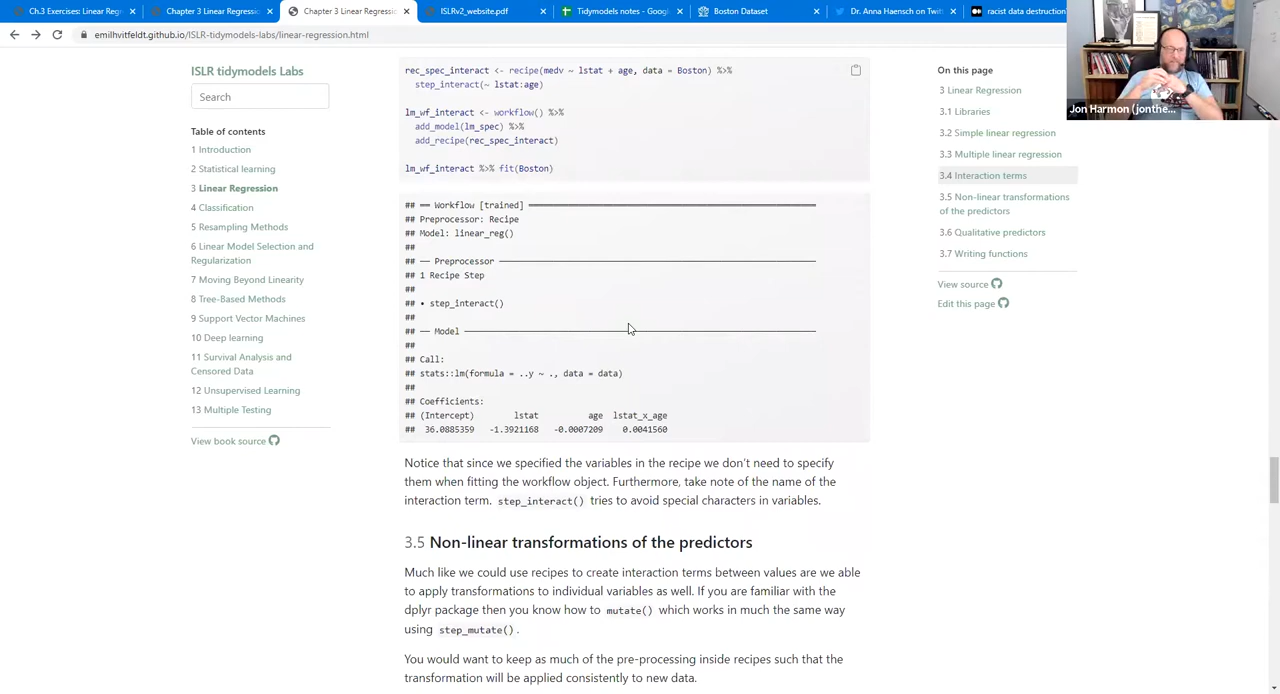 Ch.3 Exercises: Linear Regr
Chapter 3 Linear Regressic
Chapter 3 Linear Regressic
ISLRv2_website.pdf
Tidymodels notes - Googl
Boston Dataset
Dr. Anna Haensch on Twitt
racist data destruction?
emilhvitfeldt.github.io/ISLR-tidymodels-labs/linear-regression.html
Jon Harmon (jonthe...
ISLR tidymodels Labs
Search
Table of contents
1 Introduction
2 Statistical learning
3 Linear Regression
4 Classification
5 Resampling Methods
6 Linear Model Selection and
Regularization
7 Moving Beyond Linearity
8 Tree-Based Methods
9 Support Vector Machines
10 Deep learning
11 Survival Analysis and
Censored Data
12 Unsupervised Learning
13 Multiple Testing
View book source
rec_spec_interact <- recipe(medv ~ lstat + age, data = Boston) %>%
step_interact(~ lstat:age)
lm_wf_interact <- workflow() %>%
add_model(lm_spec) %>%
add_recipe(rec_spec_interact)
lm_wf_interact %>% fit(Boston)
## == Workflow [trained] ══════════
## Preprocessor: Recipe
## Model: linear_reg()
##
## — Preprocessor ──────────
## 1 Recipe Step
##
## • step_interact()
##
## — Model ──────────
##
## Call:
## stats::lm(formula = ..y ~ ., data = data)
##
## Coefficients:
## (Intercept) lstat age lstat_x_age
## 36.0885359 -1.3921168 -0.0007209 0.0041560
Notice that since we specified the variables in the recipe we don't need to specify
them when fitting the workflow object. Furthermore, take note of the name of the
interaction term. step_interact() tries to avoid special characters in variables.
3.5 Non-linear transformations of the predictors
Much like we could use recipes to create interaction terms between values are we able
to apply transformations to individual variables as well. If you are familiar with the
dplyr package then you know how to mutate() which works in much the same way
using step_mutate() .
You would want to keep as much of the pre-processing inside recipes such that the
transformation will be applied consistently to new data.
On this page
3 Linear Regression
3.1 Libraries
3.2 Simple linear regression
3.3 Multiple linear regression
3.4 Interaction terms
3.5 Non-linear transformations
of the predictors
3.6 Qualitative predictors
3.7 Writing functions
View source
Edit this page